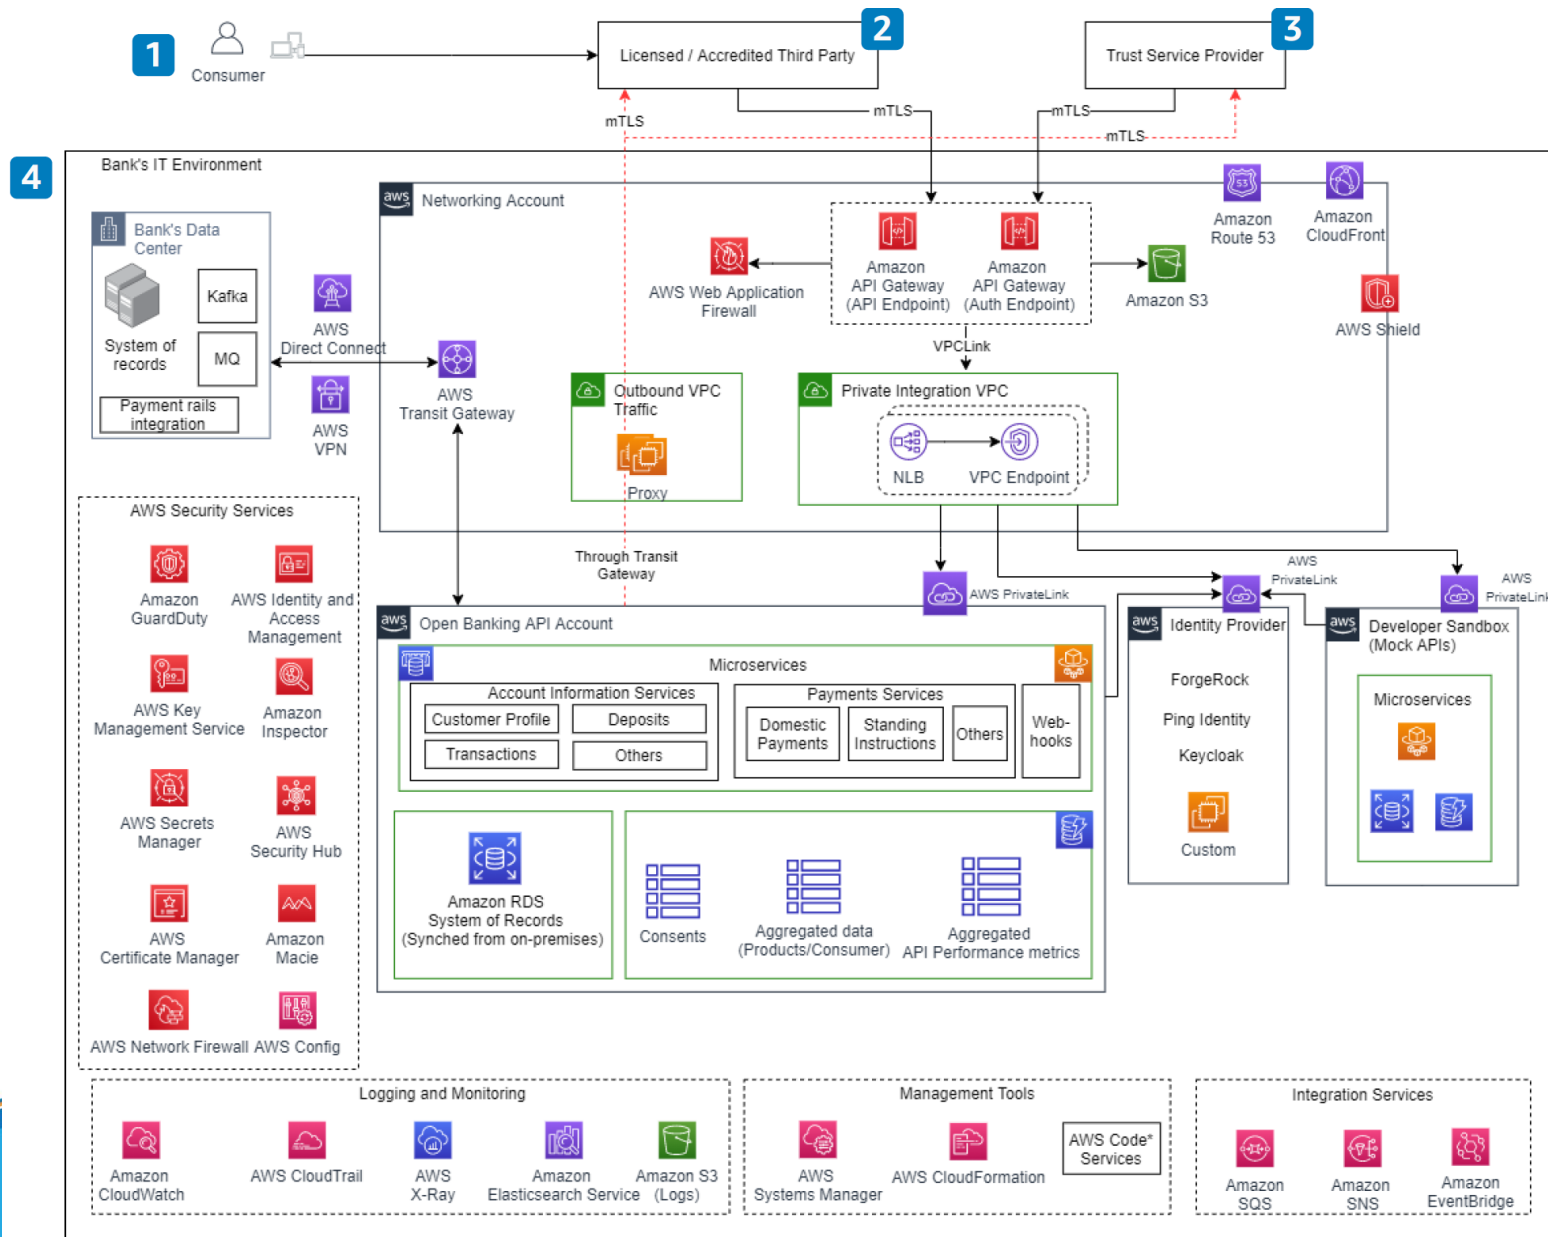 1
Consumer
Licensed / Accredited Third Party
2
Trust Service Provider
3
mTLS
mTLS
mTLS
mTLS
4
Bank's IT Environment
aws
Networking Account
Bank's Data
Center
System of
records
Kafka
MQ
Payment rails
integration
AWS
Direct Connect
AWS
VPN
AWS
Transit Gateway
AWS Web Application
Firewall
Amazon
API Gateway
(API Endpoint)
Amazon
API Gateway
(Auth Endpoint)
Amazon S3
53
Amazon
Route 53
Amazon
CloudFront
AWS Shield
VPCLink
Outbound VPC
Traffic
Proxy
Private Integration VPC
NLB
VPC Endpoint
Through Transit
Gateway
AWS PrivateLink
AWS
PrivateLink
AWS
PrivateLink
AWS Security Services
Amazon
GuardDuty
AWS Identity and
Access
Management
AWS Key
Management Service
Amazon
Inspector
AWS Secrets
Manager
AWS
Security Hub
AWS
Certificate Manager
Amazon
Macie
AWS Network Firewall
AWS Config
aws
Open Banking API Account
Microservices
Account Information Services
Customer Profile
Deposits
Transactions
Others
Payments Services
Domestic
Payments
Standing
Instructions
Others
Web-
hooks
Amazon RDS
System of Records
(Synched from on-premises)
Consents
Aggregated data
(Products/Consumer)
Aggregated
API Performance metrics
aws
Identity Provider
ForgeRock
Ping Identity
Keycloak
Custom
aws
Developer Sandbox
(Mock APIs)
Microservices
Logging and Monitoring
Amazon
CloudWatch
AWS CloudTrail
AWS
X-Ray
Amazon
Elasticsearch Service
Amazon S3
(Logs)
Management Tools
AWS
Systems Manager
AWS CloudFormation
AWS Code*
Services
Integration Services
Amazon
SQS
Amazon
SNS
Amazon
EventBridge